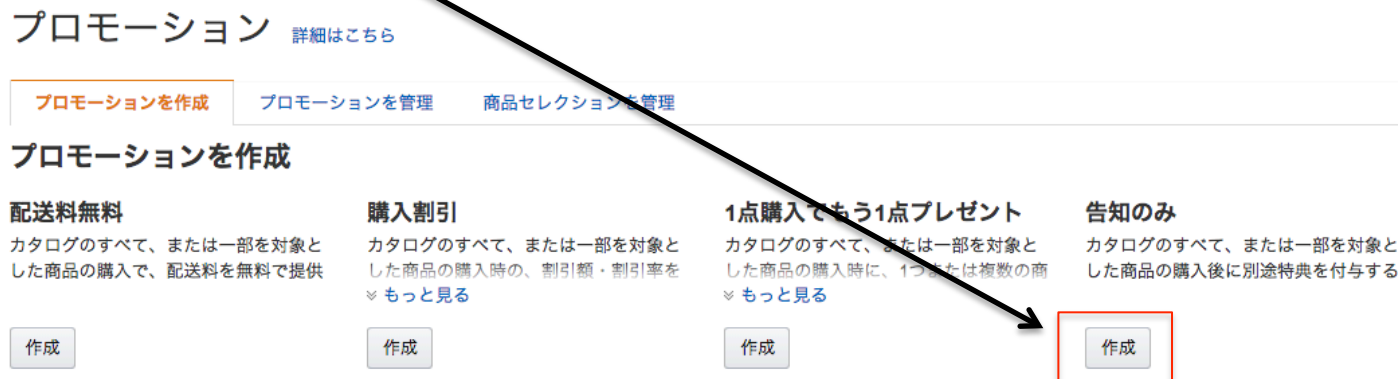 プロモーション 詳細はこちら
プロモーションを作成 プロモーションを管理 商品セレクションを管理
プロモーションを作成
配送料無料
カタログのすべて、または一部を対象と
した商品の購入で、配送料を無料で提供
作成
購入割引
カタログのすべて、または一部を対象と
した商品の購入時の、割引額・割引率を
もっと見る
作成
1点購入でもう1点プレゼント
カタログのすべて、または一部を対象と
した商品の購入時に、1つまたは複数の商
もっと見る
作成
告知のみ
カタログのすべて、または一部を対象と
した商品の購入後に別途特典を付与する
作成